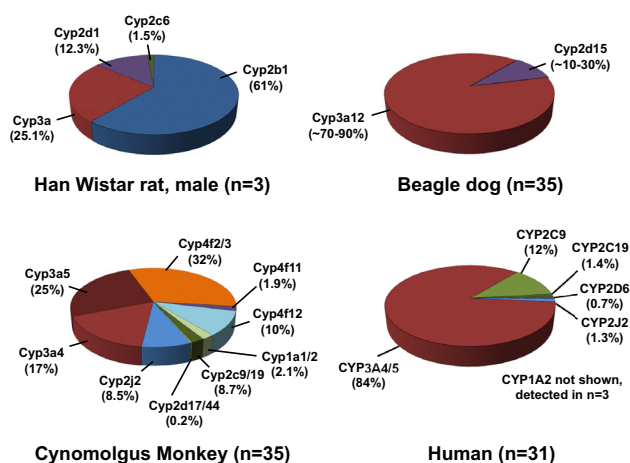 Cyp2c6
(1.5%)
Cyp2d1
(12.3%)
Cyp2b1
(61%)
Cyp3a
(25.1%)
Han Wistar rat, male (n=3)
Cyp2d15
(~10-30%)
Cyp3a12
(~70-90%)
Beagle dog (n=35)
Cyp4f2/3
(32%)
Cyp4f11
(1.9%)
Cyp4f12
(10%)
Cyp1a1/2
(2.1%)
Cyp2c9/19
(8.7%)
Cyp2d17/44
(0.2%)
Cyp2j2
(8.5%)
Cyp3a4
(17%)
Cyp3a5
(25%)
Cynomolgus Monkey (n=35)
CYP2C9
(12%)
CYP2C19
(1.4%)
CYP2D6
(0.7%)
CYP2J2
(1.3%)
CYP3A4/5
(84%)
CYP1A2 not shown,
detected in n=3
Human (n=31)